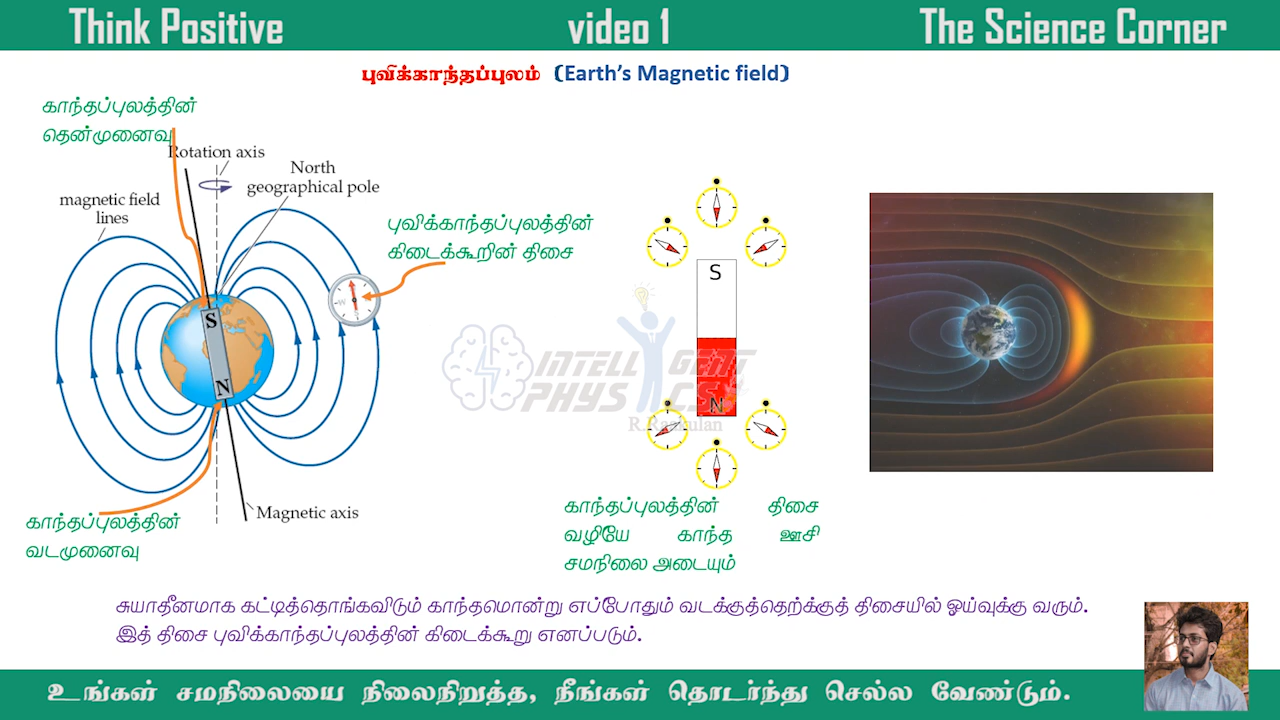 Think Positive
video 1
The Science Corner
புவிக்காந்தப்புலம் (Earth's Magnetic field)
காந்தப்புலத்தின்
தென்முனைவு
Rotation axis
North
geographical pole
magnetic field
lines
புவிக்காந்தப்புலத்தின்
கிடைக்கூறின் திசை
W
S
N
S
N
INTELLIGENT
PHYSICS
Magnetic axis
காந்தப்புலத்தின்
வடமுனைவு
காந்தப்புலத்தின் திசை
வழியே காந்த ஊசி
சமநிலை அடையும்
சுயாதீனமாக கட்டித்தொங்கவிடும் காந்தமொன்று எப்போதும் வடக்குத்தெற்க்குத் திசையில் ஓய்வுக்கு வரும்.
இத் திசை புவிக்காந்தப்புலத்தின் கிடைக்கூறு எனப்படும்.
உங்கள் சமநிலையை நிலைநிறுத்த, நீங்கள் தொடர்ந்து செல்ல வேண்டும்.